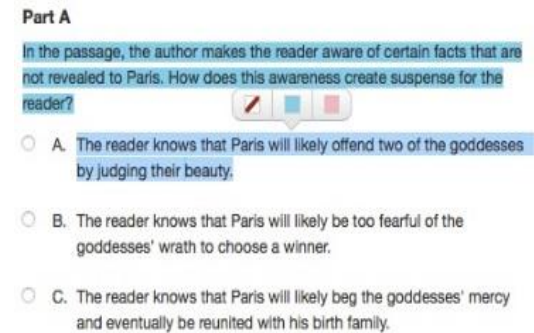 Part A
In the passage, the author makes the reader aware of certain facts that are
not revealed to Paris. How does this awareness create suspense for the
reader?
A. The reader knows that Paris will likely offend two of the goddesses
by judging their beauty.
B. The reader knows that Paris will likely be too fearful of the
goddesses' wrath to choose a winner.
C. The reader knows that Paris will likely beg the goddesses' mercy
and eventually be reunited with his birth family.